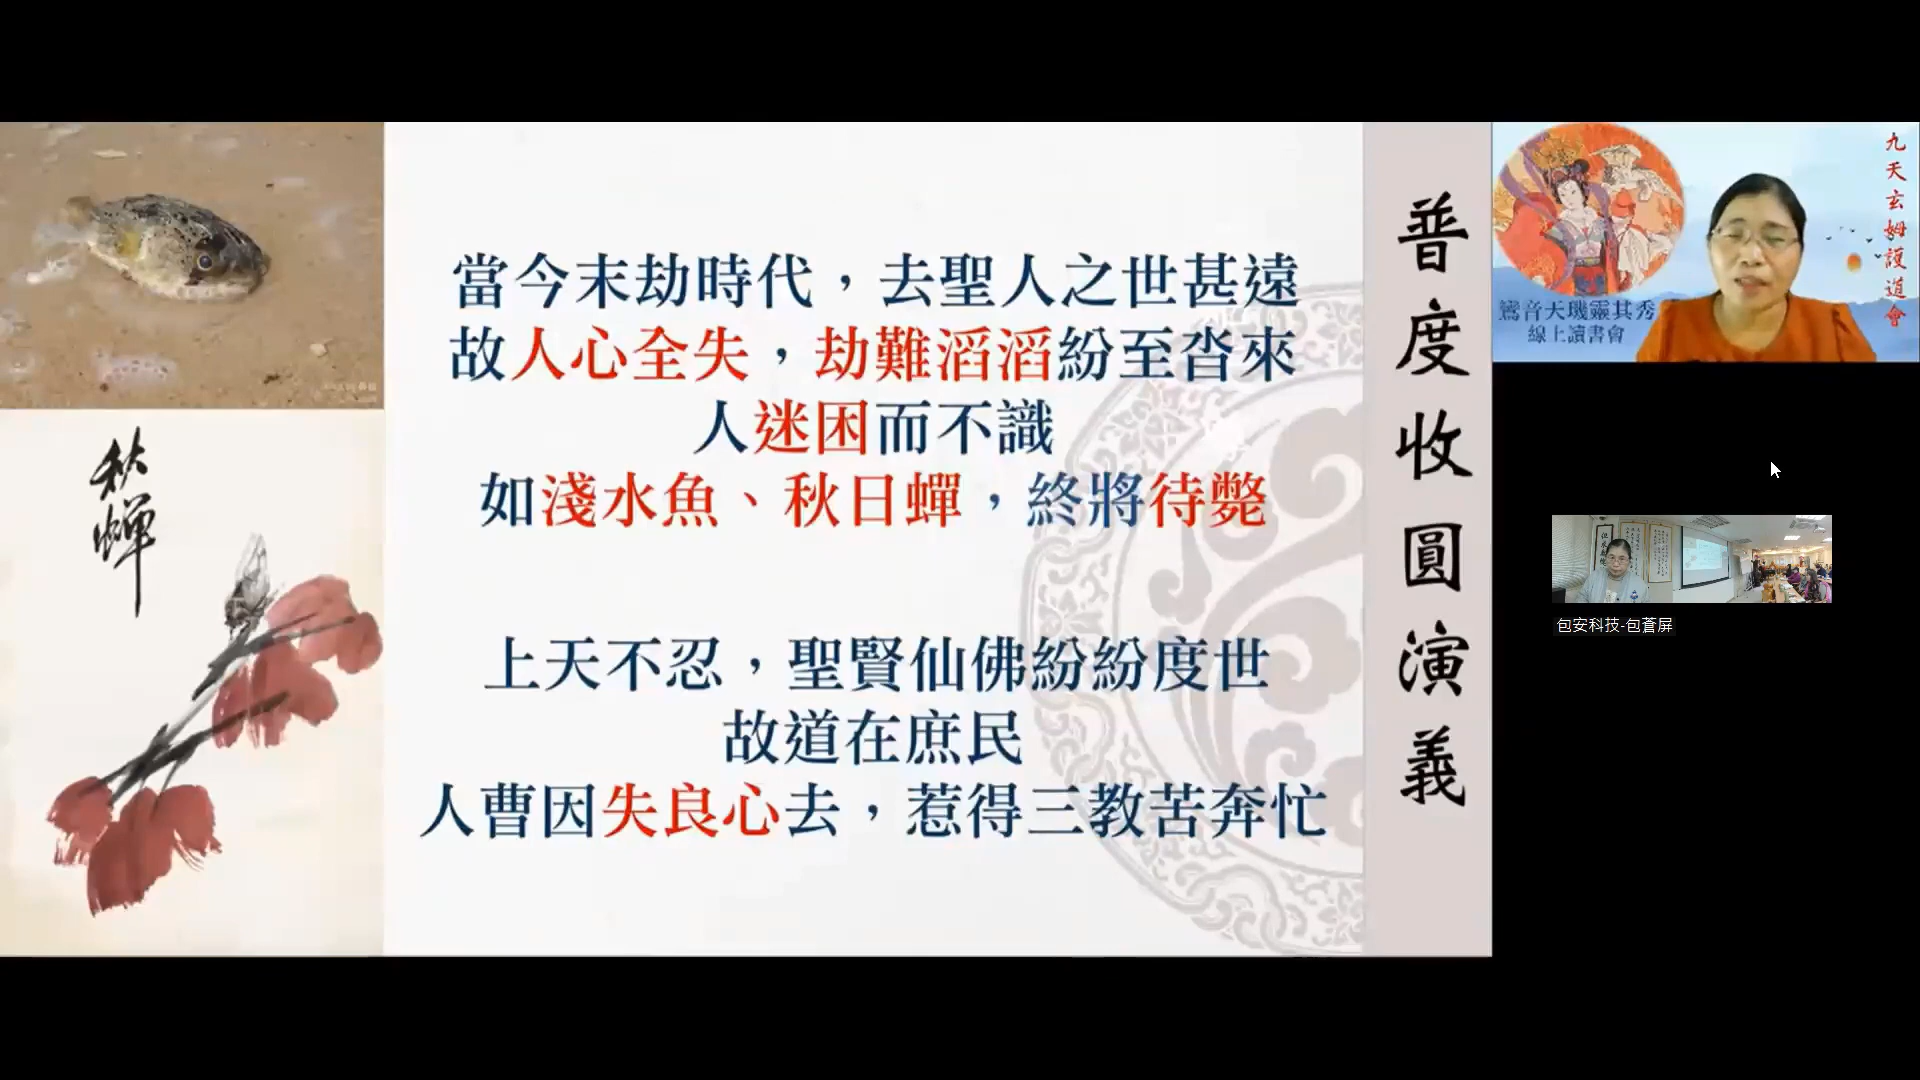 當今末劫時代，去聖人之世甚遠
故人心全失，劫難滔滔紛至沓來
人迷困而不識
如淺水魚、秋日蟬，終將待斃
上天不忍，聖賢仙佛紛紛度世
故道在庶民
人曹因失良心去，惹得三教苦奔忙
普度收圓演義
秋蟬
九天玄姆護道會
鸞音天璣靈其秀
線上讀書會
包安科技-包蒼屏